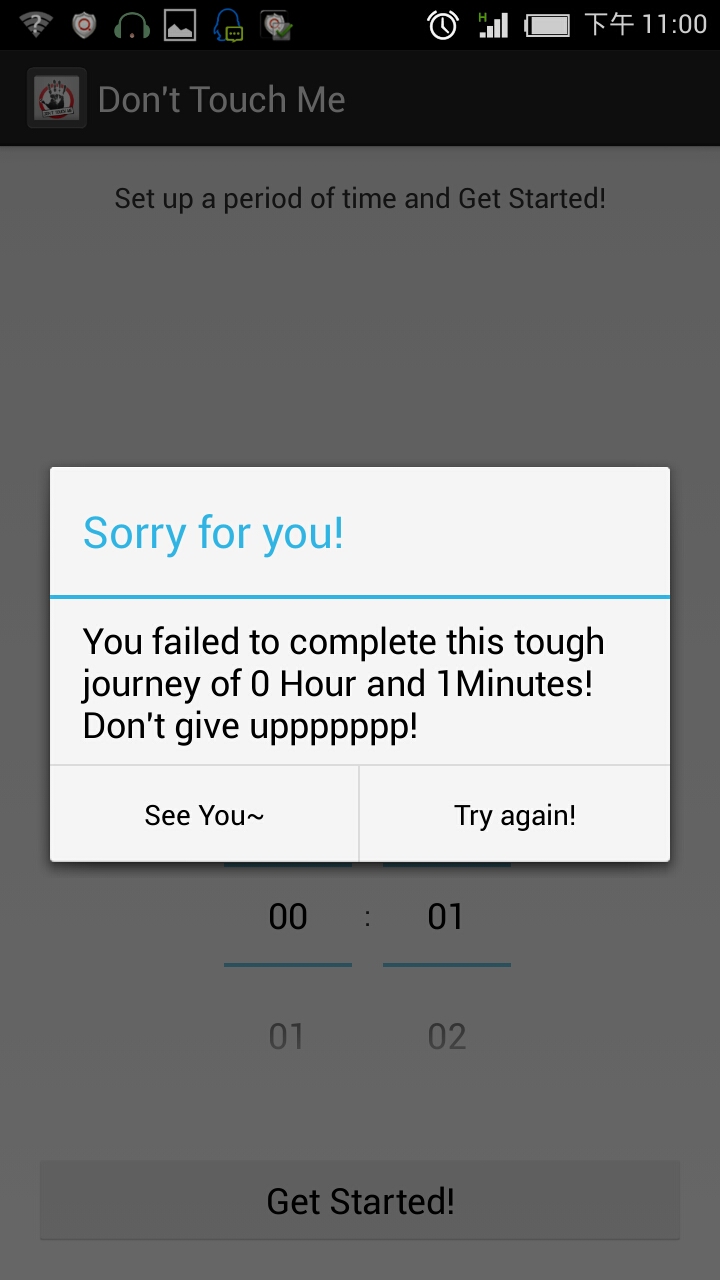 下午 11:00
Don't Touch Me
Set up a period of time and Get Started!
Sorry for you!
You failed to complete this tough
journey of 0 Hour and 1Minutes!
Don't give uppppppp!
See You~ Try again!
00 : 01
01 02
Get Started!